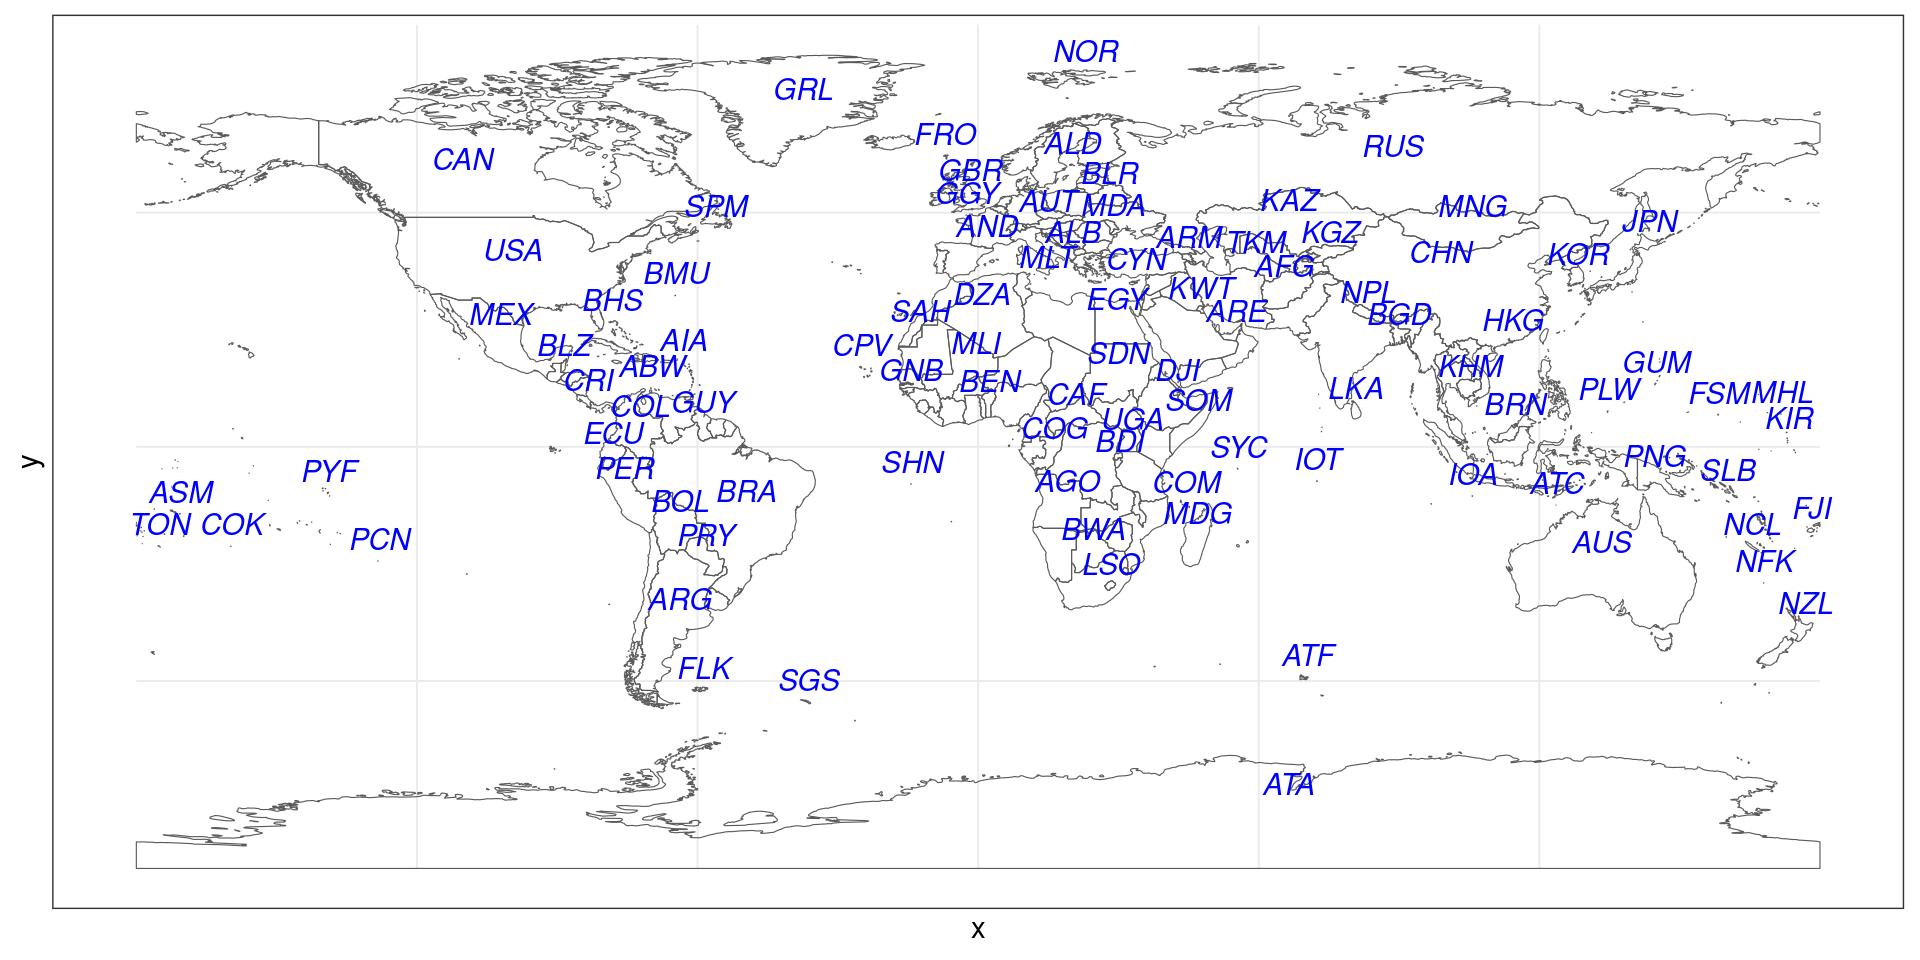 NOR
GRL
FRO
ALD
RUS
CAN
GBR
BLR
GGY
SPM
AUT
MDA
KAZ
MNG
JPN
AND
ALB
ARM
TKM
KGZ
USA
CHN
KOR
MLT
CYN
AFG
BMU
KWT
NPL
DZA
EGY
BHS
SAH
ARE
MEX
BGD
HKG
BLZ
AIA
CPV
MLI
SDN
ABW
GNB
DJI
KHM
GUM
CRI
BEN
CAF
LKA
PLW
FSM
MHL
COL
GUY
SOM
BRN
KIR
ECU
COG
UGA
BDI
SYC
PYF
PER
SHN
IOT
IOA
PNG
SLB
ASM
BOL
BRA
AGO
COM
ATC
TON
COK
PCN
PRY
BWA
MDG
AUS
NCL
FJI
LSO
NFK
ARG
NZL
FLK
SGS
ATF
ATA
y
x